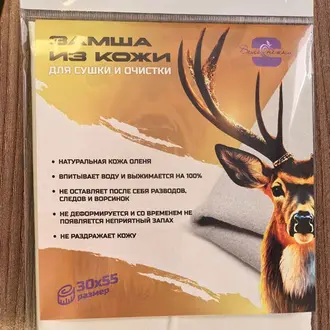 ЗАМША
ИЗ КОЖИ
ДЛЯ СУШКИ И ОЧИСТКИ
• НАТУРАЛЬНАЯ КОЖА ОЛЕНЯ
• ВПИТЫВАЕТ ВОДУ И ВЫЖИМАЕТСЯ НА 100%
• НЕ ОСТАВЛЯЕТ ПОСЛЕ СЕБЯ РАЗВОДОВ,
СЛЕДОВ И ВОРСИНОК
• НЕ ДЕФОРМИРУЕТСЯ И СО ВРЕМЕНЕМ НЕ
ПОЯВЛЯЕТСЯ НЕПРИЯТНЫЙ ЗАПАХ
• НЕ РАЗДРАЖАЕТ КОЖУ
30x55
размер